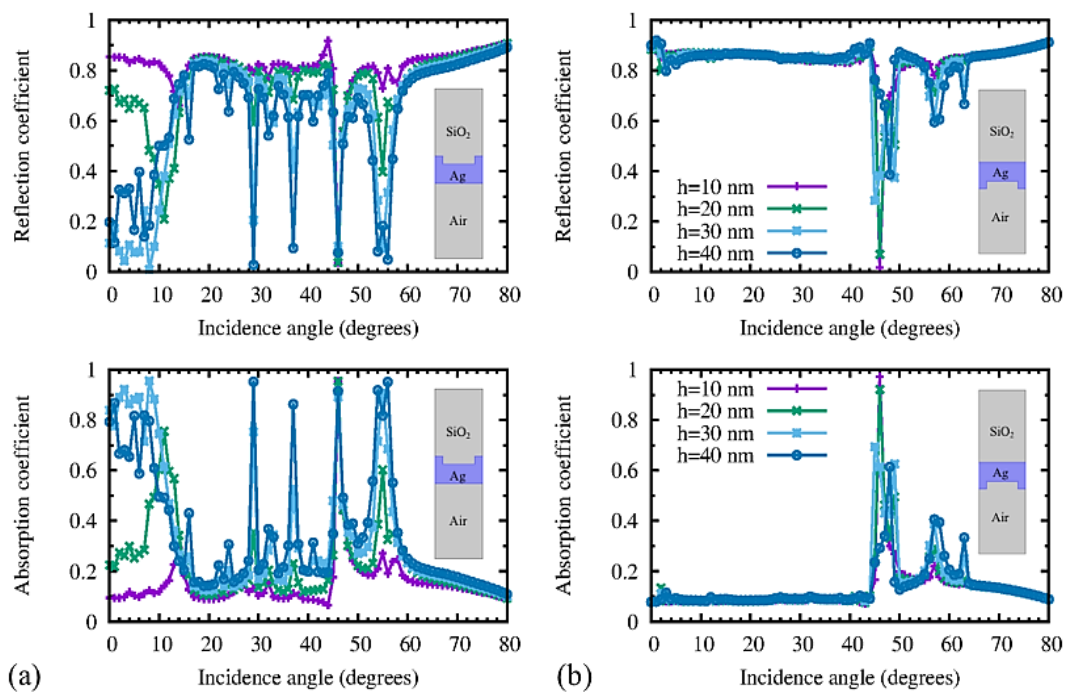 1
0.8
0.6
0.4
0.2
0
Reflection coefficient
0 10 20 30 40 50 60 70 80
Incidence angle (degrees)
SiO₂
Ag
Air
1
0.8
0.6
0.4
0.2
0
Reflection coefficient
0 10 20 30 40 50 60 70 80
Incidence angle (degrees)
h=10 nm
h=20 nm
h=30 nm
h=40 nm
SiO₂
Ag
Air
1
0.8
0.6
0.4
0.2
0
Absorption coefficient
0 10 20 30 40 50 60 70 80
Incidence angle (degrees)
SiO₂
Ag
Air
(a)
1
0.8
0.6
0.4
0.2
0
Absorption coefficient
0 10 20 30 40 50 60 70 80
Incidence angle (degrees)
h=10 nm
h=20 nm
h=30 nm
h=40 nm
SiO₂
Ag
Air
(b)